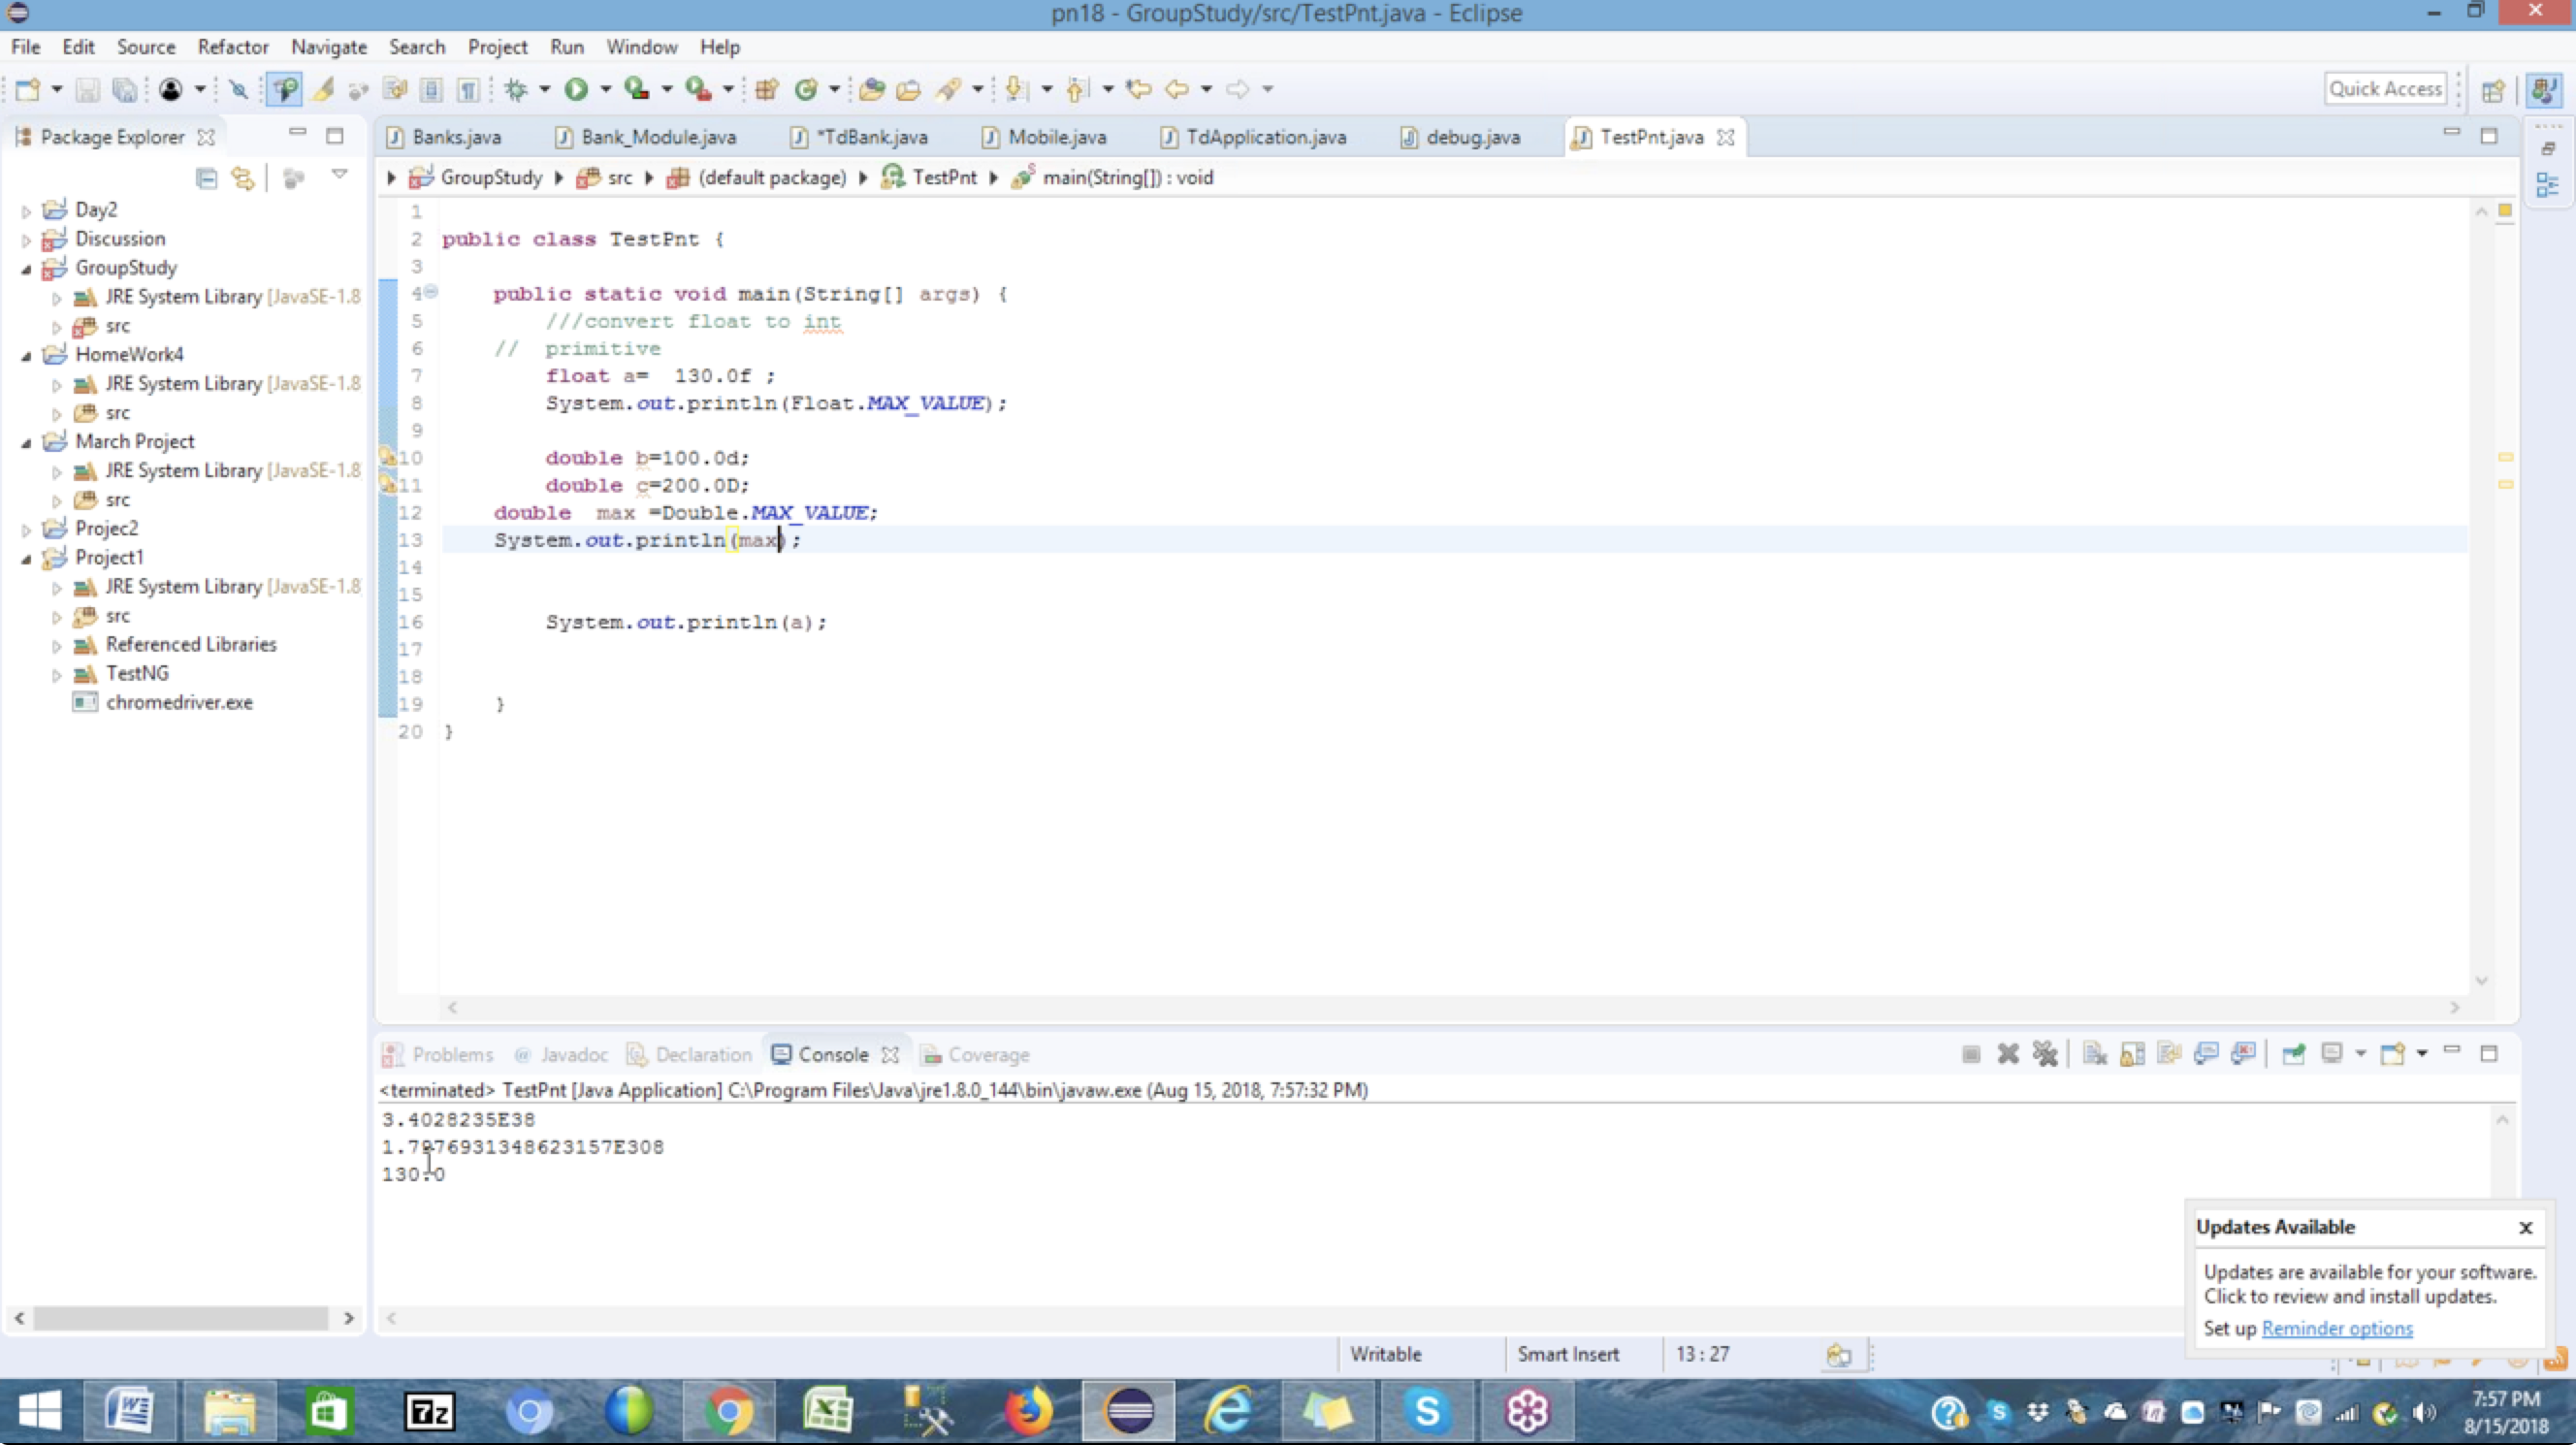 pn18 - GroupStudy/src/TestPnt.java - Eclipse
File Edit Source Refactor Navigate Search Project Run Window Help
Quick Access
Package Explorer
Banks.java Bank_Module.java *TdBank.java Mobile.java TdApplication.java debug.java TestPnt.java
GroupStudy src (default package) TestPnt main(String[]) : void
Day2
Discussion
GroupStudy
JRE System Library [JavaSE-1.8
src
HomeWork4
JRE System Library [JavaSE-1.8
src
March Project
JRE System Library [JavaSE-1.8
src
Projec2
Project1
JRE System Library [JavaSE-1.8
src
Referenced Libraries
TestNG
chromedriver.exe
1
2 public class TestPnt {
3
4 public static void main(String[] args) {
5 ///convert float to int
6 // primitive
7 float a= 130.0f ;
8 System.out.println(Float.MAX_VALUE);
9
10 double b=100.0d;
11 double c=200.0D;
12 double max =Double.MAX_VALUE;
13 System.out.println(max);
14
15
16 System.out.println(a);
17
18
19 }
20 }
Problems @ Javadoc Declaration Console Coverage
<terminated> TestPnt [Java Application] C:\Program Files\Java\jre1.8.0_144\bin\javaw.exe (Aug 15, 2018, 7:57:32 PM)
3.4028235E38
1.7976931348623157E308
130.0
Updates Available x
Updates are available for your software.
Click to review and install updates.
Set up Reminder options
Writable Smart Insert 13 : 27
7z
7:57 PM
8/15/2018